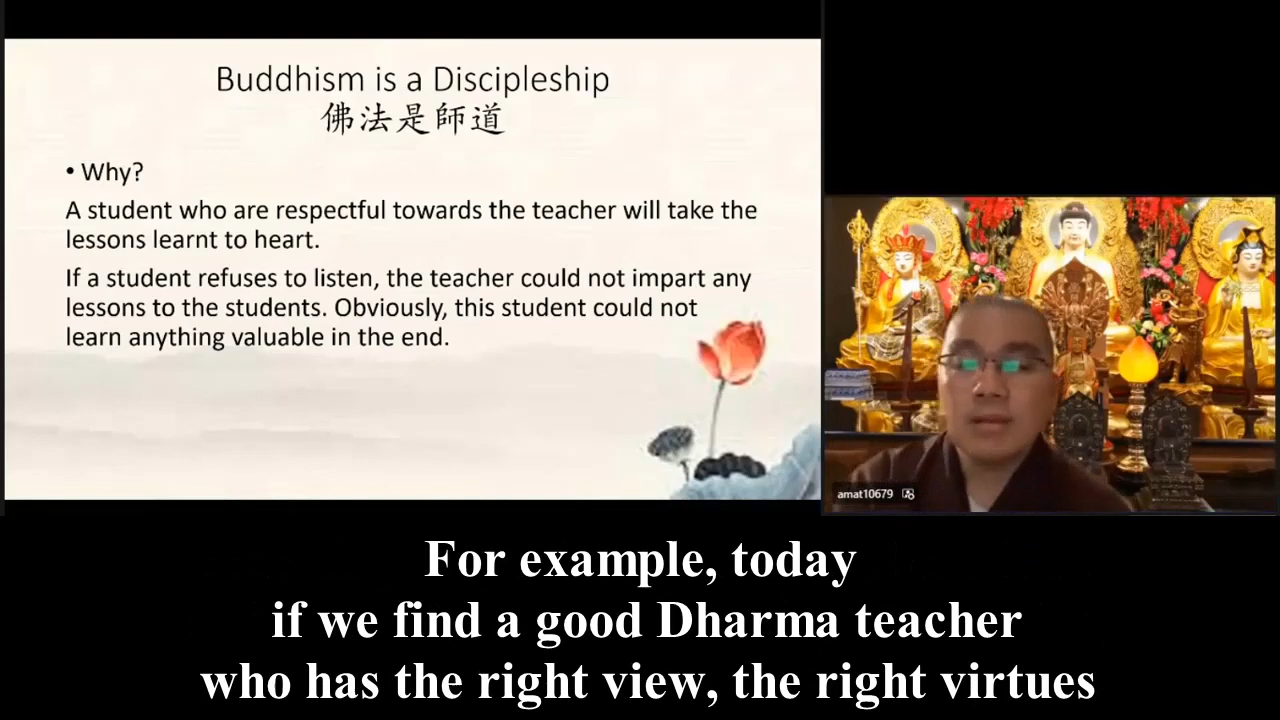 Buddhism is a Discipleship
佛法是師道
• Why?
A student who are respectful towards the teacher will take the
lessons learnt to heart.
If a student refuses to listen, the teacher could not impart any
lessons to the students. Obviously, this student could not
learn anything valuable in the end.
amat10679
For example, today
if we find a good Dharma teacher
who has the right view, the right virtues